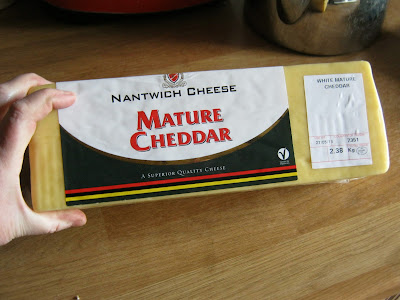 NANTWICH CHEESE
MATURE
CHEDDAR
A SUPERIOR QUALITY CHEESE
WHITE MATURE
CHEDDAR
2.38 Kg